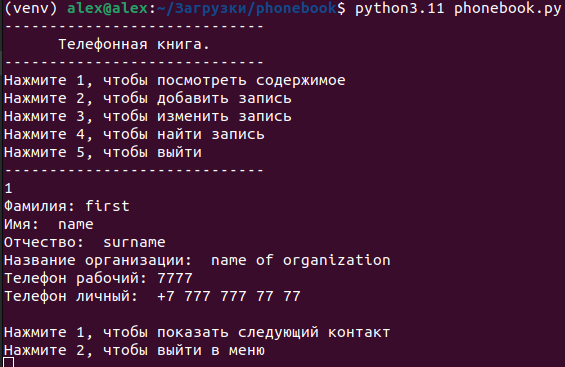 (venv) alex@alex:~/Загрузки/phonebook$ python3.11 phonebook.py
-----------------------------
      Телефонная книга.
-----------------------------
Нажмите 1, чтобы посмотреть содержимое
Нажмите 2, чтобы добавить запись
Нажмите 3, чтобы изменить запись
Нажмите 4, чтобы найти запись
Нажмите 5, чтобы выйти
-----------------------------
1
Фамилия: first
Имя:  name
Отчество:  surname
Название организации:  name of organization
Телефон рабочий: 7777
Телефон личный:  +7 777 777 77 77

Нажмите 1, чтобы показать следующий контакт
Нажмите 2, чтобы выйти в меню